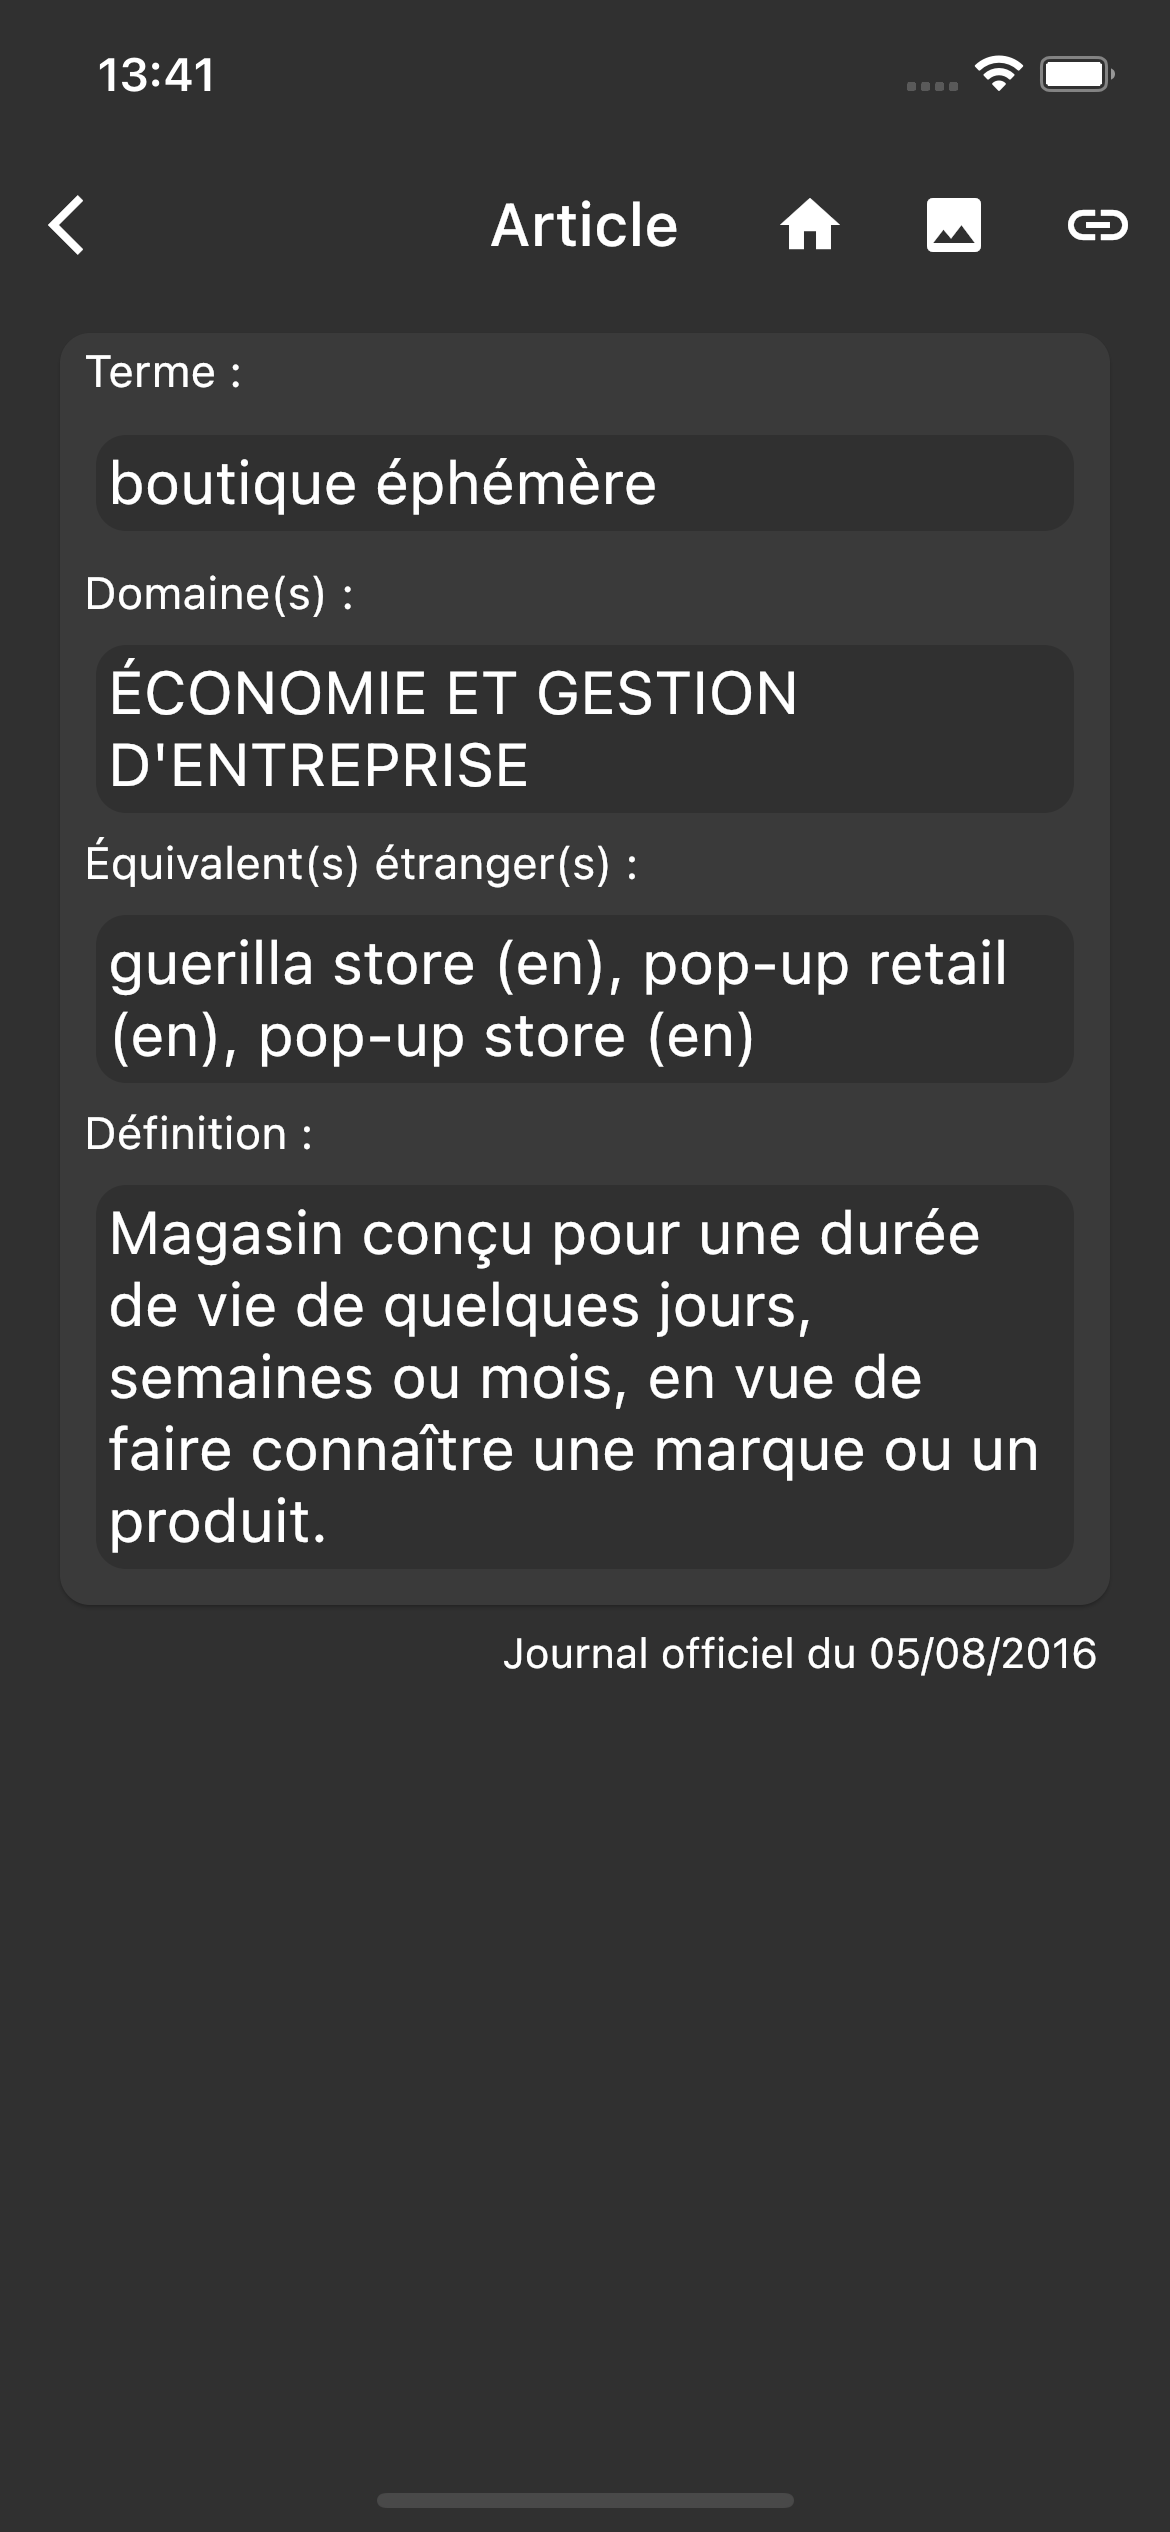 13:41
Article
Terme :
boutique éphémère
Domaine(s) :
ÉCONOMIE ET GESTION
D'ENTREPRISE
Équivalent(s) étranger(s) :
guerilla store (en), pop-up retail
(en), pop-up store (en)
Définition :
Magasin conçu pour une durée
de vie de quelques jours,
semaines ou mois, en vue de
faire connaître une marque ou un
produit.
Journal officiel du 05/08/2016